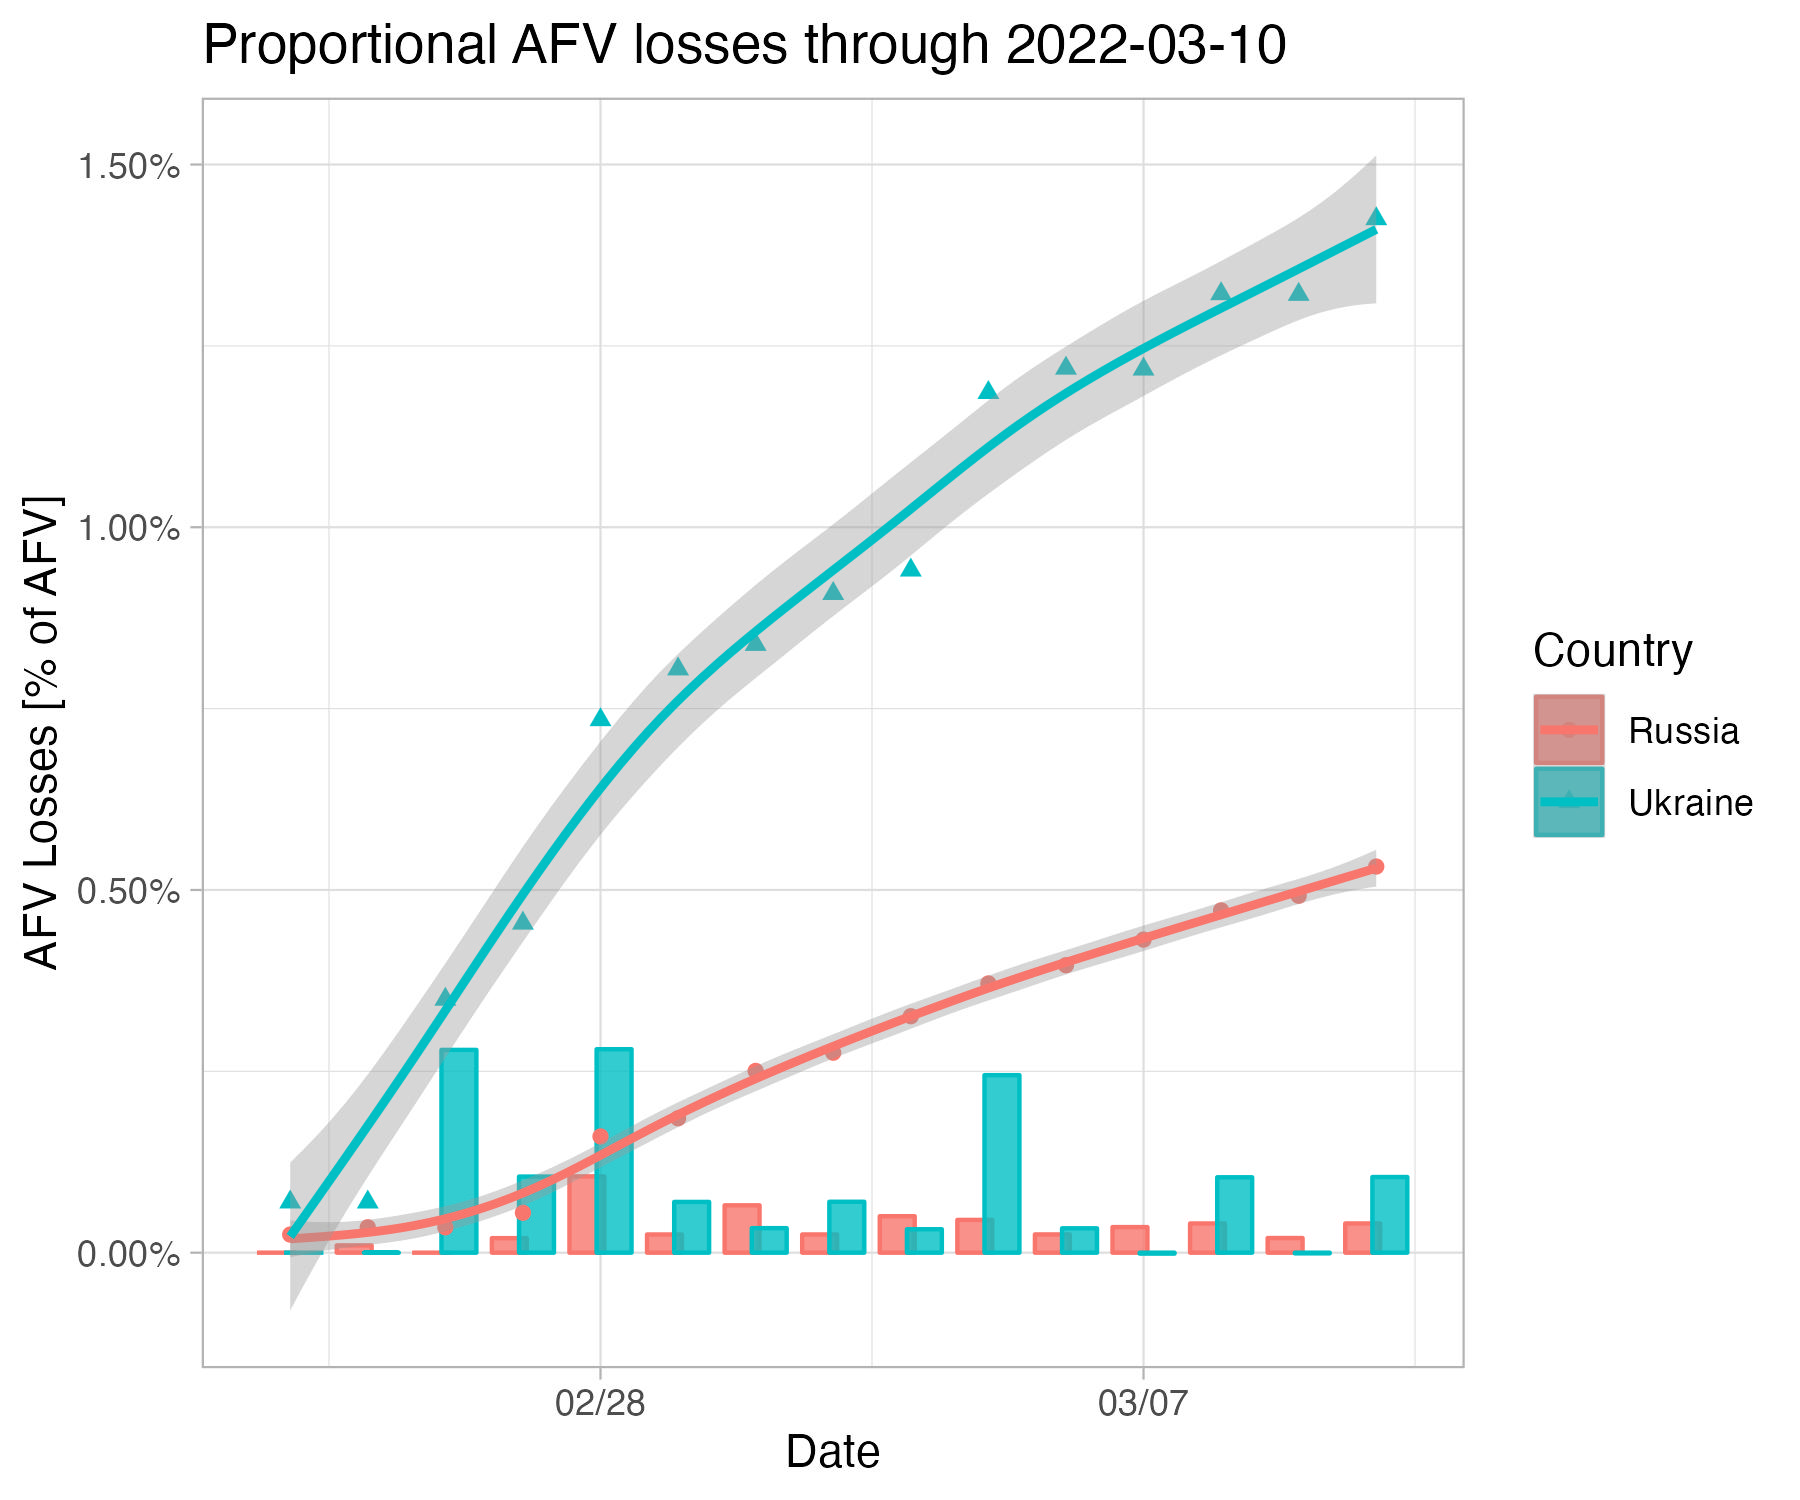 Proportional AFV losses through 2022-03-10
AFV Losses [% of AFV]
1.50%
1.00%
0.50%
0.00%
02/28
03/07
Date
Country
Russia
Ukraine